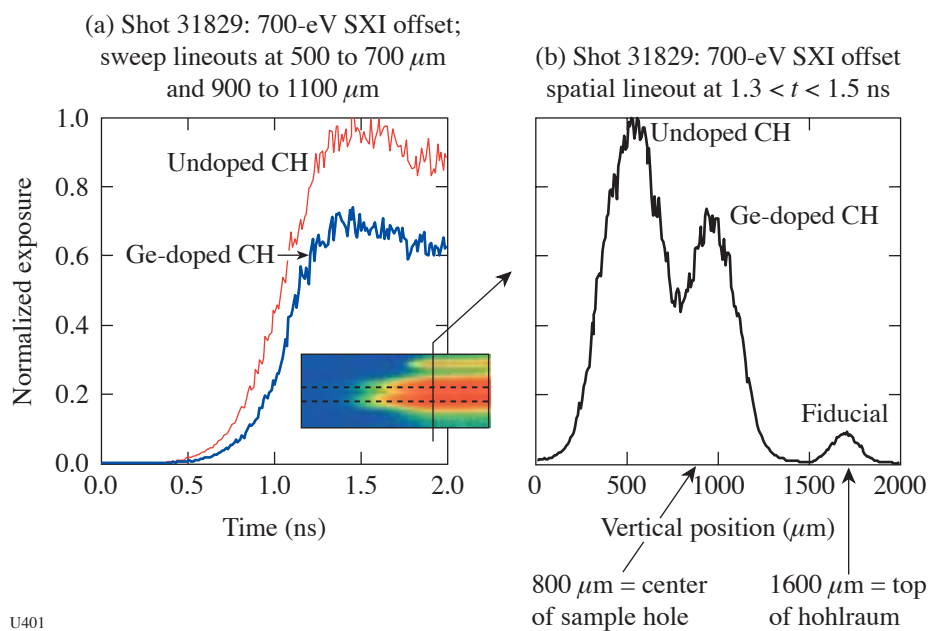 (a) Shot 31829: 700-eV SXI offset;
sweep lineouts at 500 to 700 μm
and 900 to 1100 μm
(b) Shot 31829: 700-eV SXI offset
spatial lineout at 1.3 < t < 1.5 ns
Normalized exposure
1.0
0.8
0.6
0.4
0.2
0.0
Undoped CH
Ge-doped CH
0.0 0.5 1.0 1.5 2.0
Time (ns)
Undoped CH
Ge-doped CH
Fiducial
0 500 1000 1500 2000
Vertical position (μm)
800 μm = center
of sample hole
1600 μm = top
of hohlraum
U401